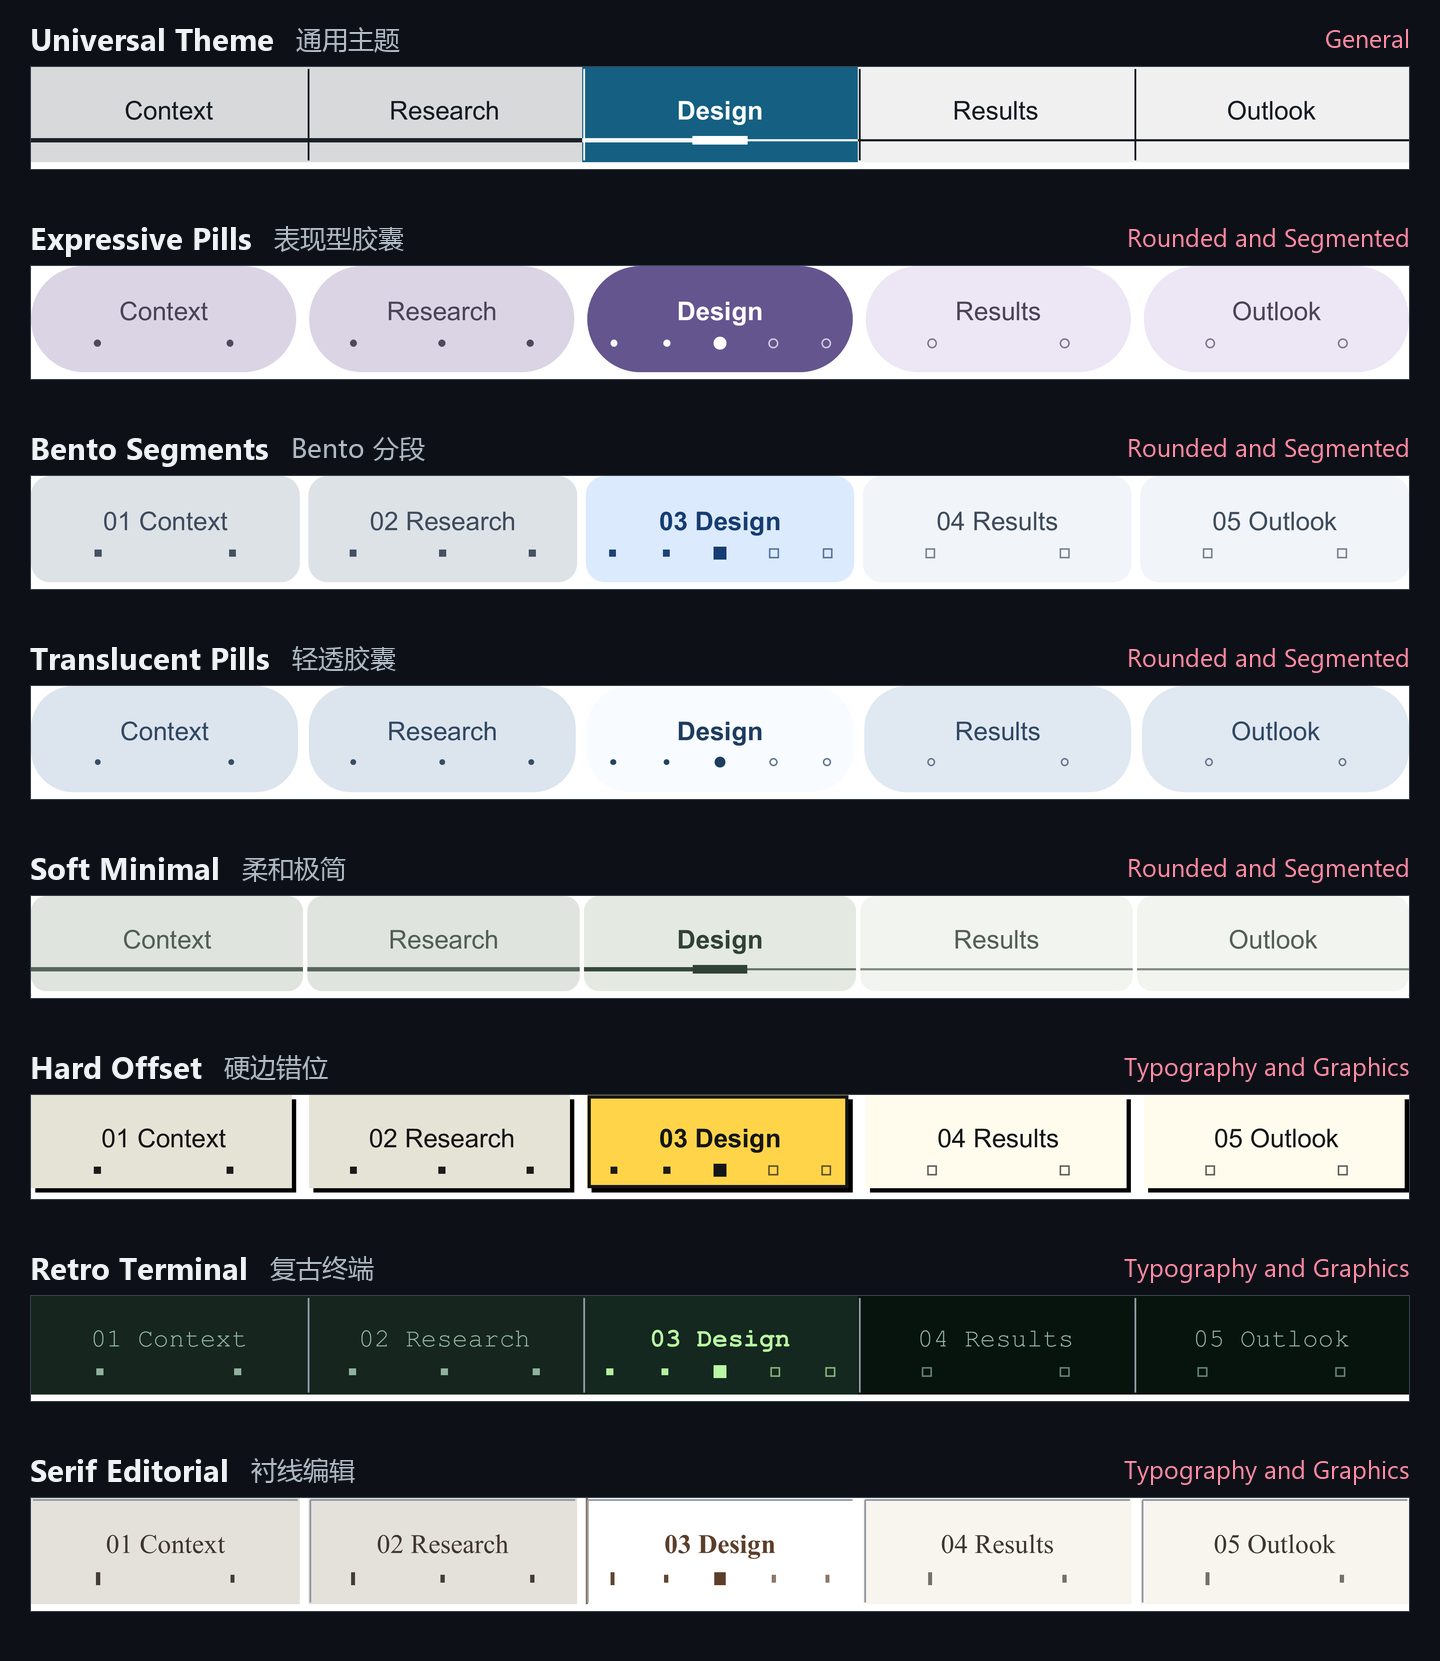 Universal Theme 通用主题 General
Context Research Design Results Outlook
Expressive Pills 表现型胶囊 Rounded and Segmented
Context Research Design Results Outlook
Bento Segments Bento 分段 Rounded and Segmented
01 Context 02 Research 03 Design 04 Results 05 Outlook
Translucent Pills 轻透胶囊 Rounded and Segmented
Context Research Design Results Outlook
Soft Minimal 柔和极简 Rounded and Segmented
Context Research Design Results Outlook
Hard Offset 硬边错位 Typography and Graphics
01 Context 02 Research 03 Design 04 Results 05 Outlook
Retro Terminal 复古终端 Typography and Graphics
01 Context 02 Research 03 Design 04 Results 05 Outlook
Serif Editorial 衬线编辑 Typography and Graphics
01 Context 02 Research 03 Design 04 Results 05 Outlook